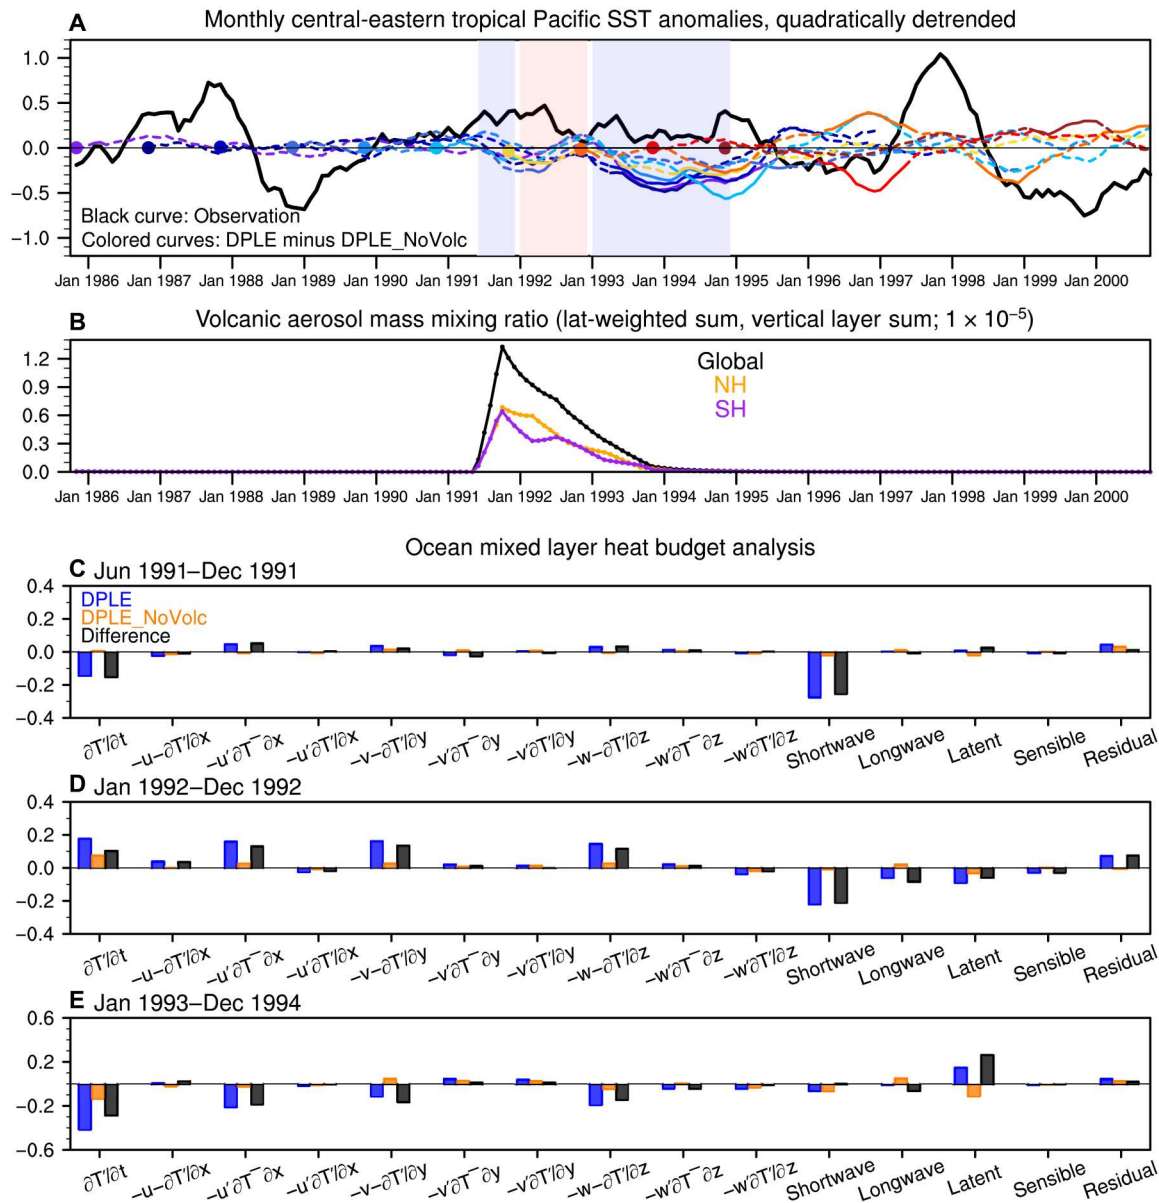 A Monthly central-eastern tropical Pacific SST anomalies, quadratically detrended
1.0
0.5
0.0
−0.5
−1.0
Black curve: Observation
Colored curves: DPLE minus DPLE_NoVolc
Jan 1986 Jan 1987 Jan 1988 Jan 1989 Jan 1990 Jan 1991 Jan 1992 Jan 1993 Jan 1994 Jan 1995 Jan 1996 Jan 1997 Jan 1998 Jan 1999 Jan 2000
B Volcanic aerosol mass mixing ratio (lat-weighted sum, vertical layer sum; 1 × 10⁻⁵)
1.2
0.9
0.6
0.3
0.0
Global
NH
SH
Jan 1986 Jan 1987 Jan 1988 Jan 1989 Jan 1990 Jan 1991 Jan 1992 Jan 1993 Jan 1994 Jan 1995 Jan 1996 Jan 1997 Jan 1998 Jan 1999 Jan 2000
Ocean mixed layer heat budget analysis
C Jun 1991−Dec 1991
0.4
0.2
0.0
−0.2
−0.4
DPLE
DPLE_NoVolc
Difference
∂T′/∂t −u−∂T′/∂x −u′∂T¯∂x −u′∂T′/∂x −v−∂T′/∂y −v′∂T¯∂y −v′∂T′/∂y −w−∂T′/∂z −w′∂T¯∂z −w′∂T′/∂z Shortwave Longwave Latent Sensible Residual
D Jan 1992−Dec 1992
0.4
0.2
0.0
−0.2
−0.4
∂T′/∂t −u−∂T′/∂x −u′∂T¯∂x −u′∂T′/∂x −v−∂T′/∂y −v′∂T¯∂y −v′∂T′/∂y −w−∂T′/∂z −w′∂T¯∂z −w′∂T′/∂z Shortwave Longwave Latent Sensible Residual
E Jan 1993−Dec 1994
0.6
0.2
−0.2
−0.6
∂T′/∂t −u−∂T′/∂x −u′∂T¯∂x −u′∂T′/∂x −v−∂T′/∂y −v′∂T¯∂y −v′∂T′/∂y −w−∂T′/∂z −w′∂T¯∂z −w′∂T′/∂z Shortwave Longwave Latent Sensible Residual